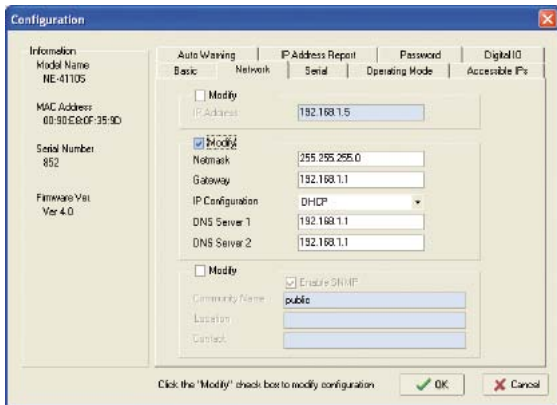 Configuration
Information
Model Name
NE-4110S
MAC Address
00:90:E8:0F:35:9D
Serial Number
852
Firmware Ver.
Ver 4.0
Auto Warning
IP Address Report
Password
Digital IO
Basic
Network
Serial
Operating Mode
Accessible IPs
Modify
IP Address
192.168.1.5
Modify
Netmask
255.255.255.0
Gateway
192.168.1.1
IP Configuration
DHCP
DNS Server 1
192.168.1.1
DNS Server 2
192.168.1.1
Modify
Enable SNMP
Community Name
public
Location
Contact
Click the "Modify" check box to modify configuration
OK
Cancel